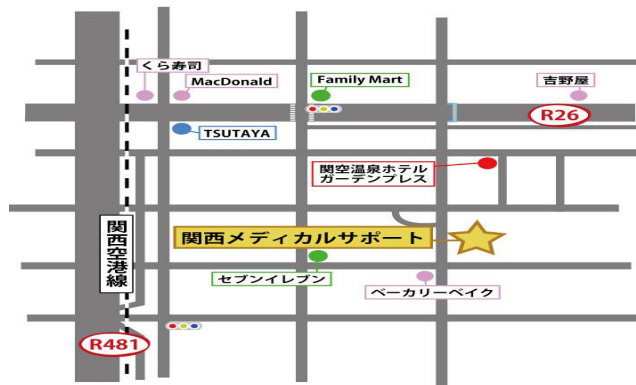 くら寿司
MacDonald
Family Mart
吉野屋
R26
TSUTAYA
関空温泉ホテル
ガーデンプレス
関西空港線
関西メディカルサポート
セブンイレブン
ベーカリーベイク
R481